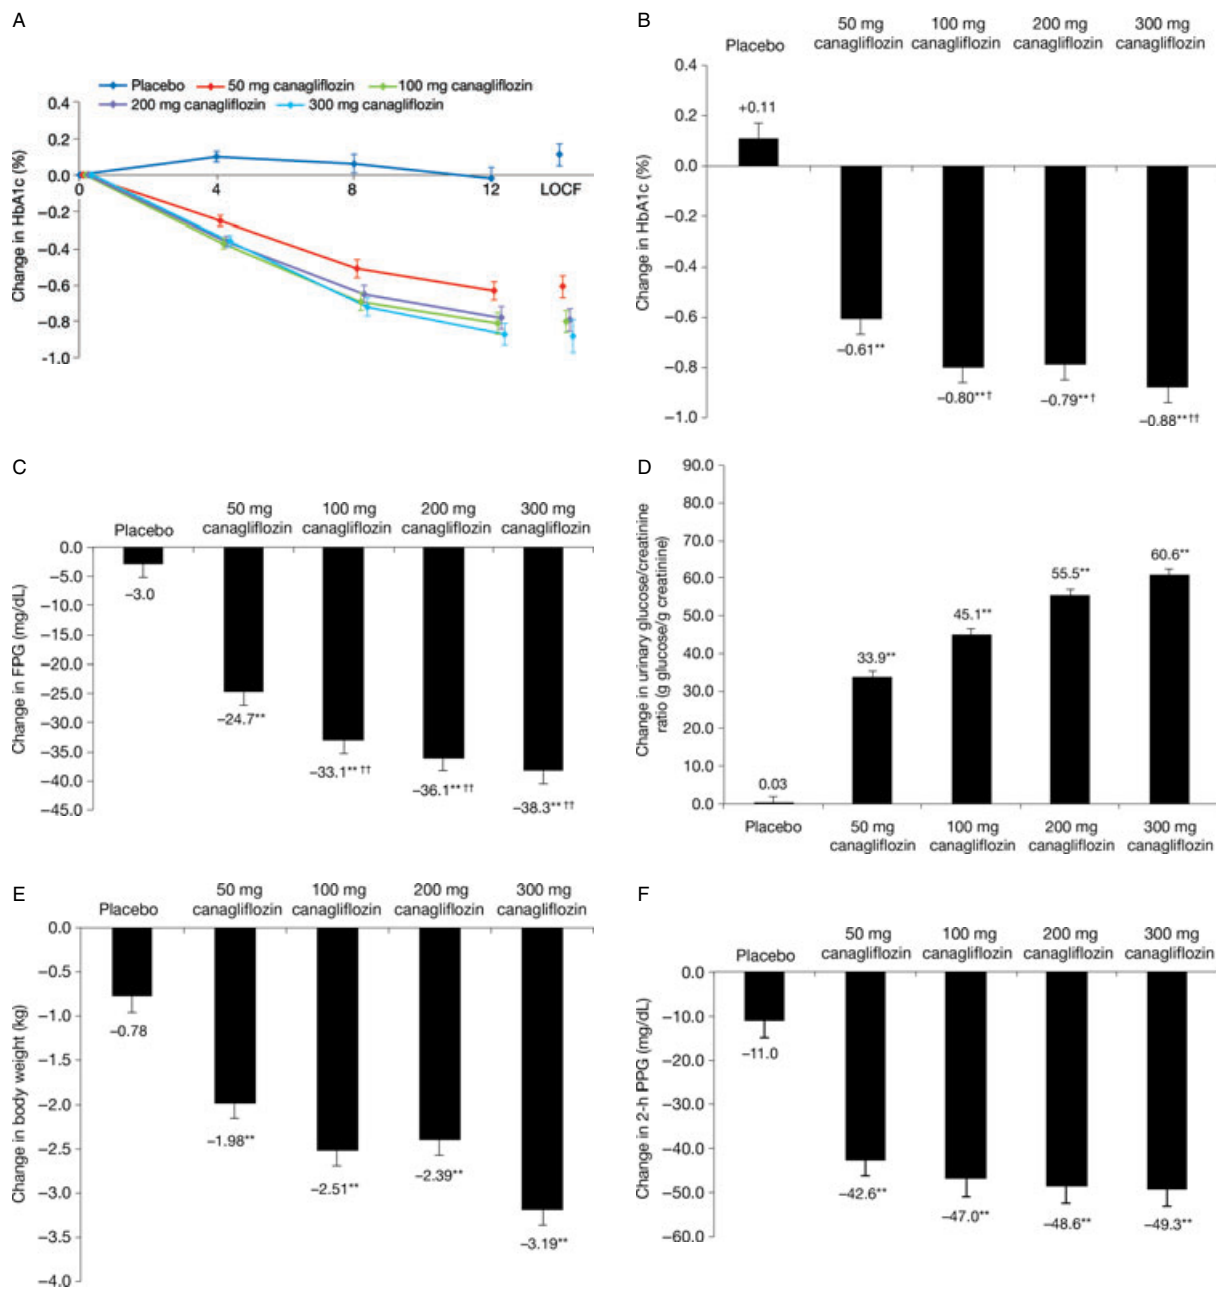 A
Placebo 50 mg canagliflozin 100 mg canagliflozin
200 mg canagliflozin 300 mg canagliflozin
Change in HbA1c (%)
0.4
0.2
0.0
−0.2
−0.4
−0.6
−0.8
-1.0
0 4 8 12 LOCF
B
Placebo
50 mg
canagliflozin
100 mg
canagliflozin
200 mg
canagliflozin
300 mg
canagliflozin
Change in HbA1c (%)
0.4
0.2
0.0
−0.2
−0.4
−0.6
−0.8
−1.0
+0.11
−0.61**
−0.80**†
−0.79**†
−0.88**††
C
Placebo
50 mg
canagliflozin
100 mg
canagliflozin
200 mg
canagliflozin
300 mg
canagliflozin
Change in FPG (mg/dL)
0.0
−5.0
−10.0
−15.0
−20.0
−25.0
−30.0
−35.0
−40.0
−45.0
−3.0
−24.7**
−33.1** ††
−36.1** ††
−38.3** ††
D
Change in urinary glucose/creatinine
ratio (g glucose/g creatinine)
90.0
80.0
70.0
60.0
50.0
40.0
30.0
20.0
10.0
0.0
0.03
33.9**
45.1**
55.5**
60.6**
Placebo
50 mg
canagliflozin
100 mg
canagliflozin
200 mg
canagliflozin
300 mg
canagliflozin
E
Placebo
50 mg
canagliflozin
100 mg
canagliflozin
200 mg
canagliflozin
300 mg
canagliflozin
Change in body weight (kg)
0.0
−0.5
−1.0
−1.5
−2.0
−2.5
−3.0
−3.5
−4.0
−0.78
−1.98**
−2.51**
−2.39**
−3.19**
F
Placebo
50 mg
canagliflozin
100 mg
canagliflozin
200 mg
canagliflozin
300 mg
canagliflozin
Change in 2-h PPG (mg/dL)
0.0
−10.0
−20.0
−30.0
−40.0
−50.0
−60.0
−11.0
−42.6**
−47.0**
−48.6**
−49.3**